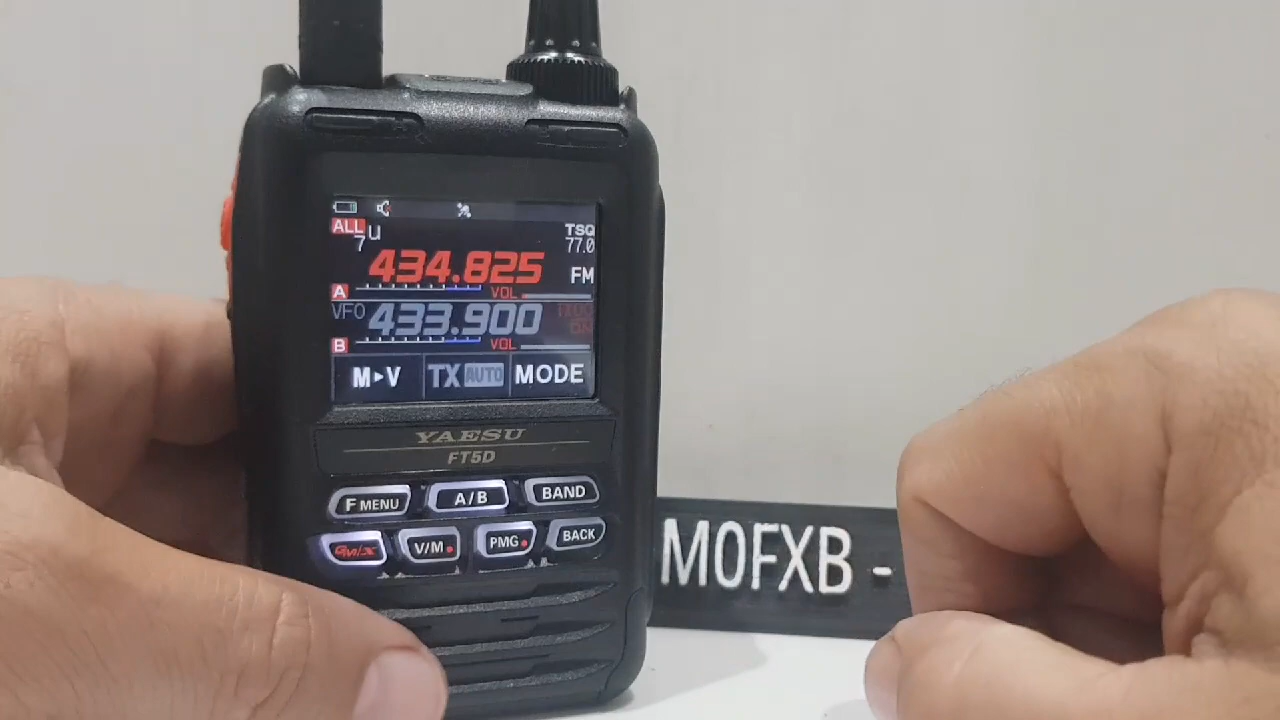 ALL
7 u
TSQ
77.0
434.825
FM
A
VOL
VFO
433.900
B
VOL
M▸V
TX AUTO
MODE
YAESU
FT5D
F MENU
A/B
BAND
GM/X
V/M
PMG
BACK
M0FXB -